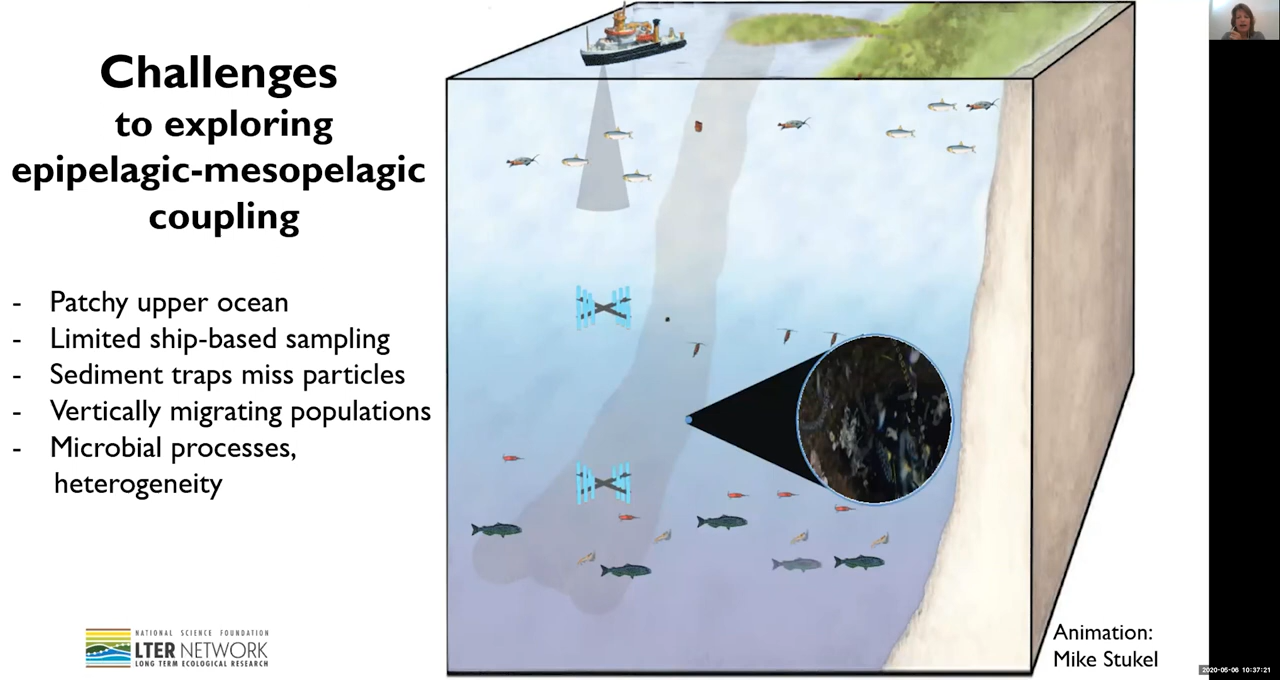 Challenges
to exploring
epipelagic-mesopelagic
coupling
- Patchy upper ocean
- Limited ship-based sampling
- Sediment traps miss particles
- Vertically migrating populations
- Microbial processes,
heterogeneity
NATIONAL SCIENCE FOUNDATION
LTER NETWORK
LONG TERM ECOLOGICAL RESEARCH
Animation:
Mike Stukel
2020-05-06 10:37:21